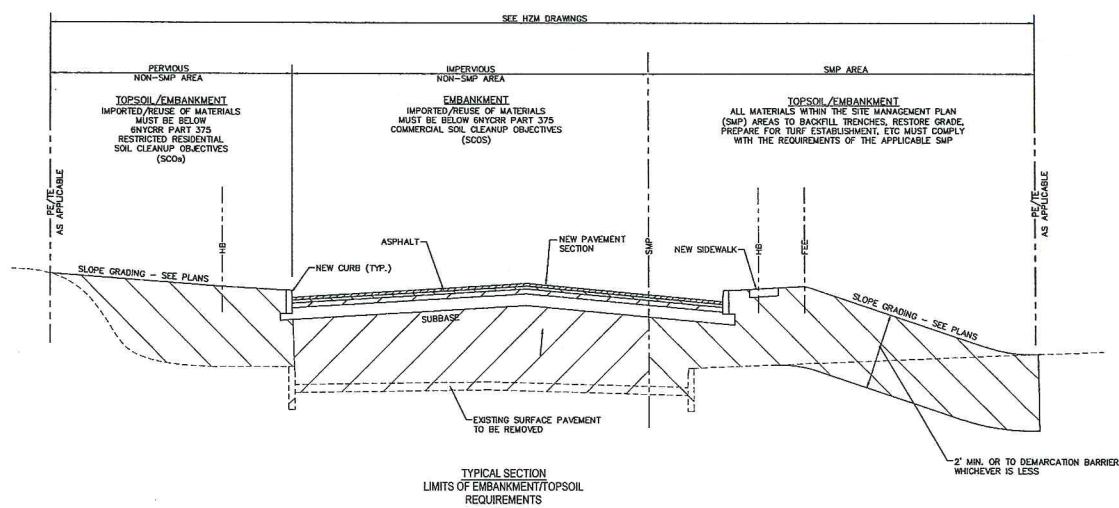 SEE HZM DRAWINGS
PERVIOUS
NON-SMP AREA
IMPERVIOUS
NON-SMP AREA
SMP AREA
TOPSOIL/EMBANKMENT
IMPORTED/REUSE OF MATERIALS
MUST BE BELOW
6NYCRR PART 375
RESTRICTED RESIDENTIAL
SOIL CLEANUP OBJECTIVES
(SCOs)
EMBANKMENT
IMPORTED/REUSE OF MATERIALS
MUST BE BELOW 6NYCRR PART 375
COMMERCIAL SOIL CLEANUP OBJECTIVES
(SCOS)
TOPSOIL/EMBANKMENT
ALL MATERIALS WITHIN THE SITE MANAGEMENT PLAN
(SMP) AREAS TO BACKFILL TRENCHES, RESTORE GRADE,
PREPARE FOR TURF ESTABLISHMENT, ETC MUST COMPLY
WITH THE REQUIREMENTS OF THE APPLICABLE SMP
PE/TE
AS APPLICABLE
HB
ASPHALT
NEW PAVEMENT
SECTION
SMP
NEW SIDEWALK
HB
FEE
PE/TE
AS APPLICABLE
SLOPE GRADING - SEE PLANS
NEW CURB (TYP.)
SUBBASE
SLOPE GRADING - SEE PLANS
EXISTING SURFACE PAVEMENT
TO BE REMOVED
2' MIN. OR TO DEMARCATION BARRIER
WHICHEVER IS LESS
TYPICAL SECTION
LIMITS OF EMBANKMENT/TOPSOIL
REQUIREMENTS